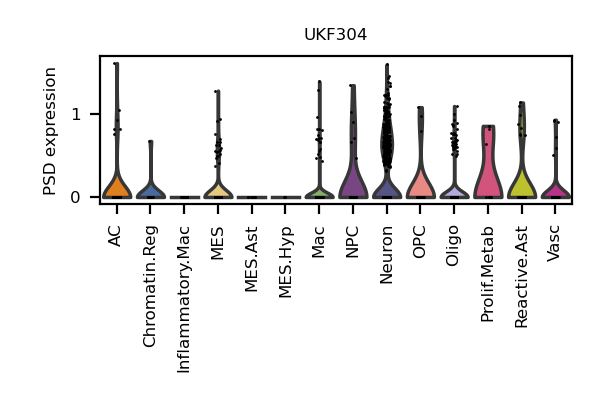 UKF304
PSD expression
1
0
AC
Chromatin.Reg
Inflammatory.Mac
MES
MES.Ast
MES.Hyp
Mac
NPC
Neuron
OPC
Oligo
Prolif.Metab
Reactive.Ast
Vasc